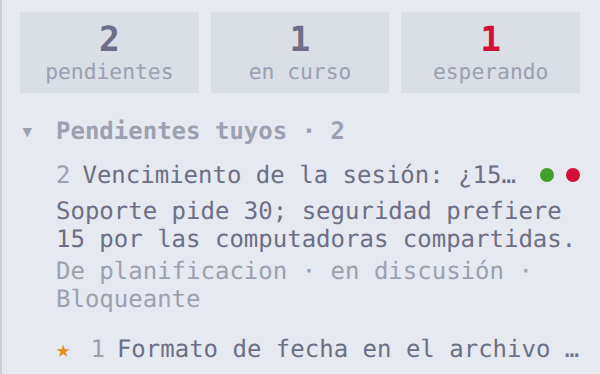 2 1 1
pendientes en curso esperando
▼ Pendientes tuyos · 2
2 Vencimiento de la sesión: ¿15…
Soporte pide 30; seguridad prefiere
15 por las computadoras compartidas.
De planificacion · en discusión ·
Bloqueante
★ 1 Formato de fecha en el archivo …